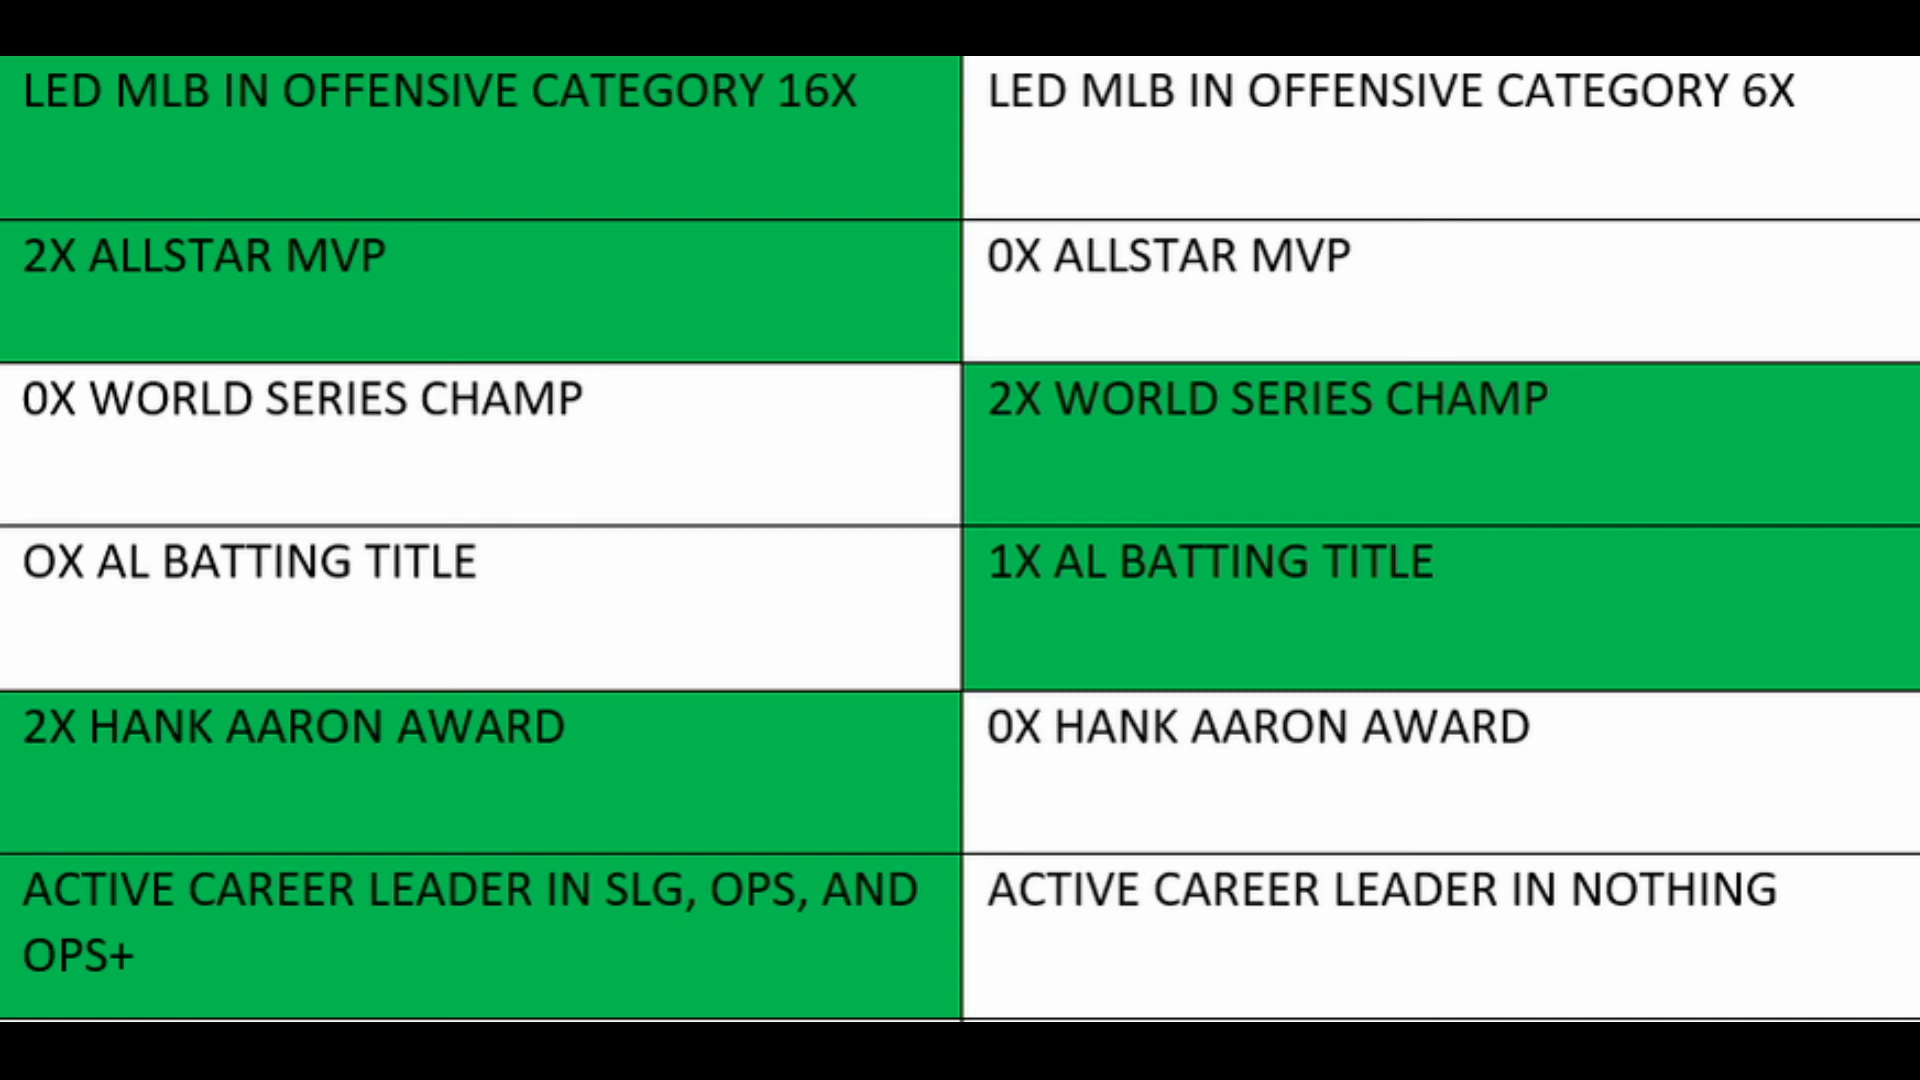 LED MLB IN OFFENSIVE CATEGORY 16X
LED MLB IN OFFENSIVE CATEGORY 6X
2X ALLSTAR MVP
0X ALLSTAR MVP
0X WORLD SERIES CHAMP
2X WORLD SERIES CHAMP
OX AL BATTING TITLE
1X AL BATTING TITLE
2X HANK AARON AWARD
0X HANK AARON AWARD
ACTIVE CAREER LEADER IN SLG, OPS, AND
OPS+
ACTIVE CAREER LEADER IN NOTHING